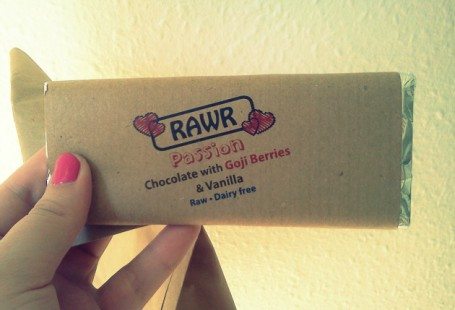 RAWR
Passion
Chocolate with Goji Berries
& Vanilla
Raw • Dairy free